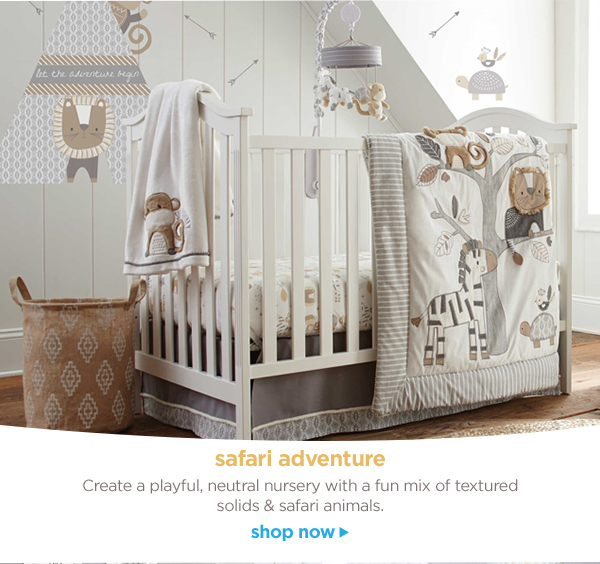 let the adventure begin
safari adventure
Create a playful, neutral nursery with a fun mix of textured
solids & safari animals.
shop now ▶